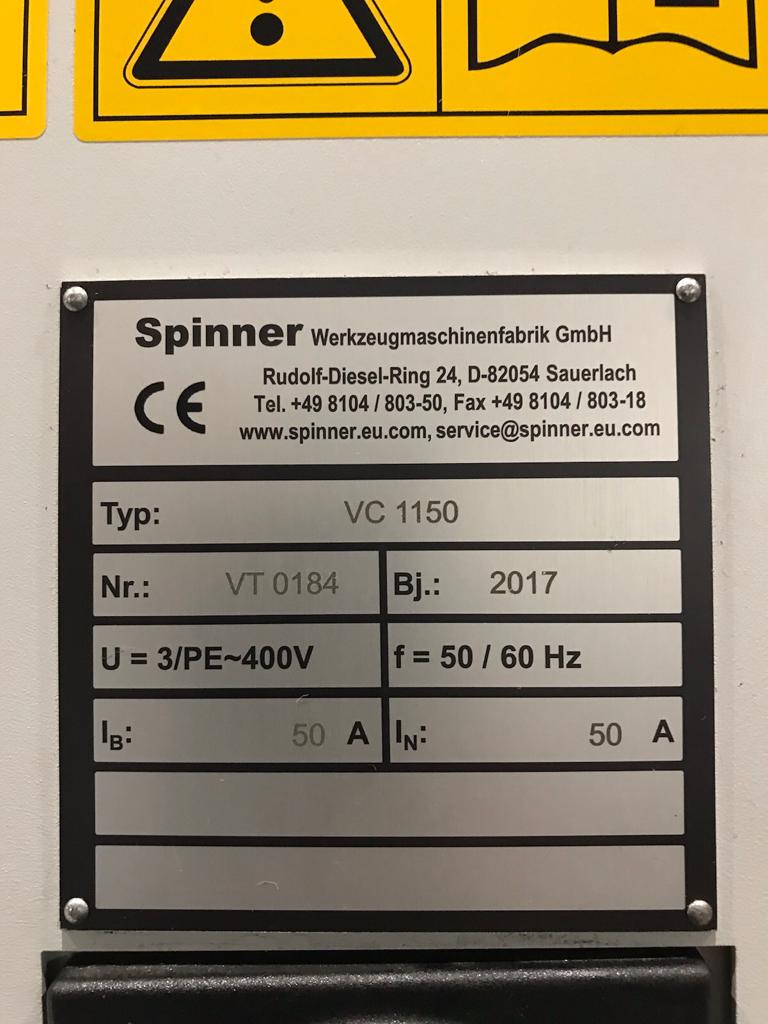 Spinner Werkzeugmaschinenfabrik GmbH
Rudolf-Diesel-Ring 24, D-82054 Sauerlach
Tel. +49 8104 / 803-50, Fax +49 8104 / 803-18
CE
www.spinner.eu.com, service@spinner.eu.com
Typ: VC 1150
Nr.: VT 0184 Bj.: 2017
U = 3/PE~400V f = 50 / 60 Hz
IB: 50 A IN: 50 A